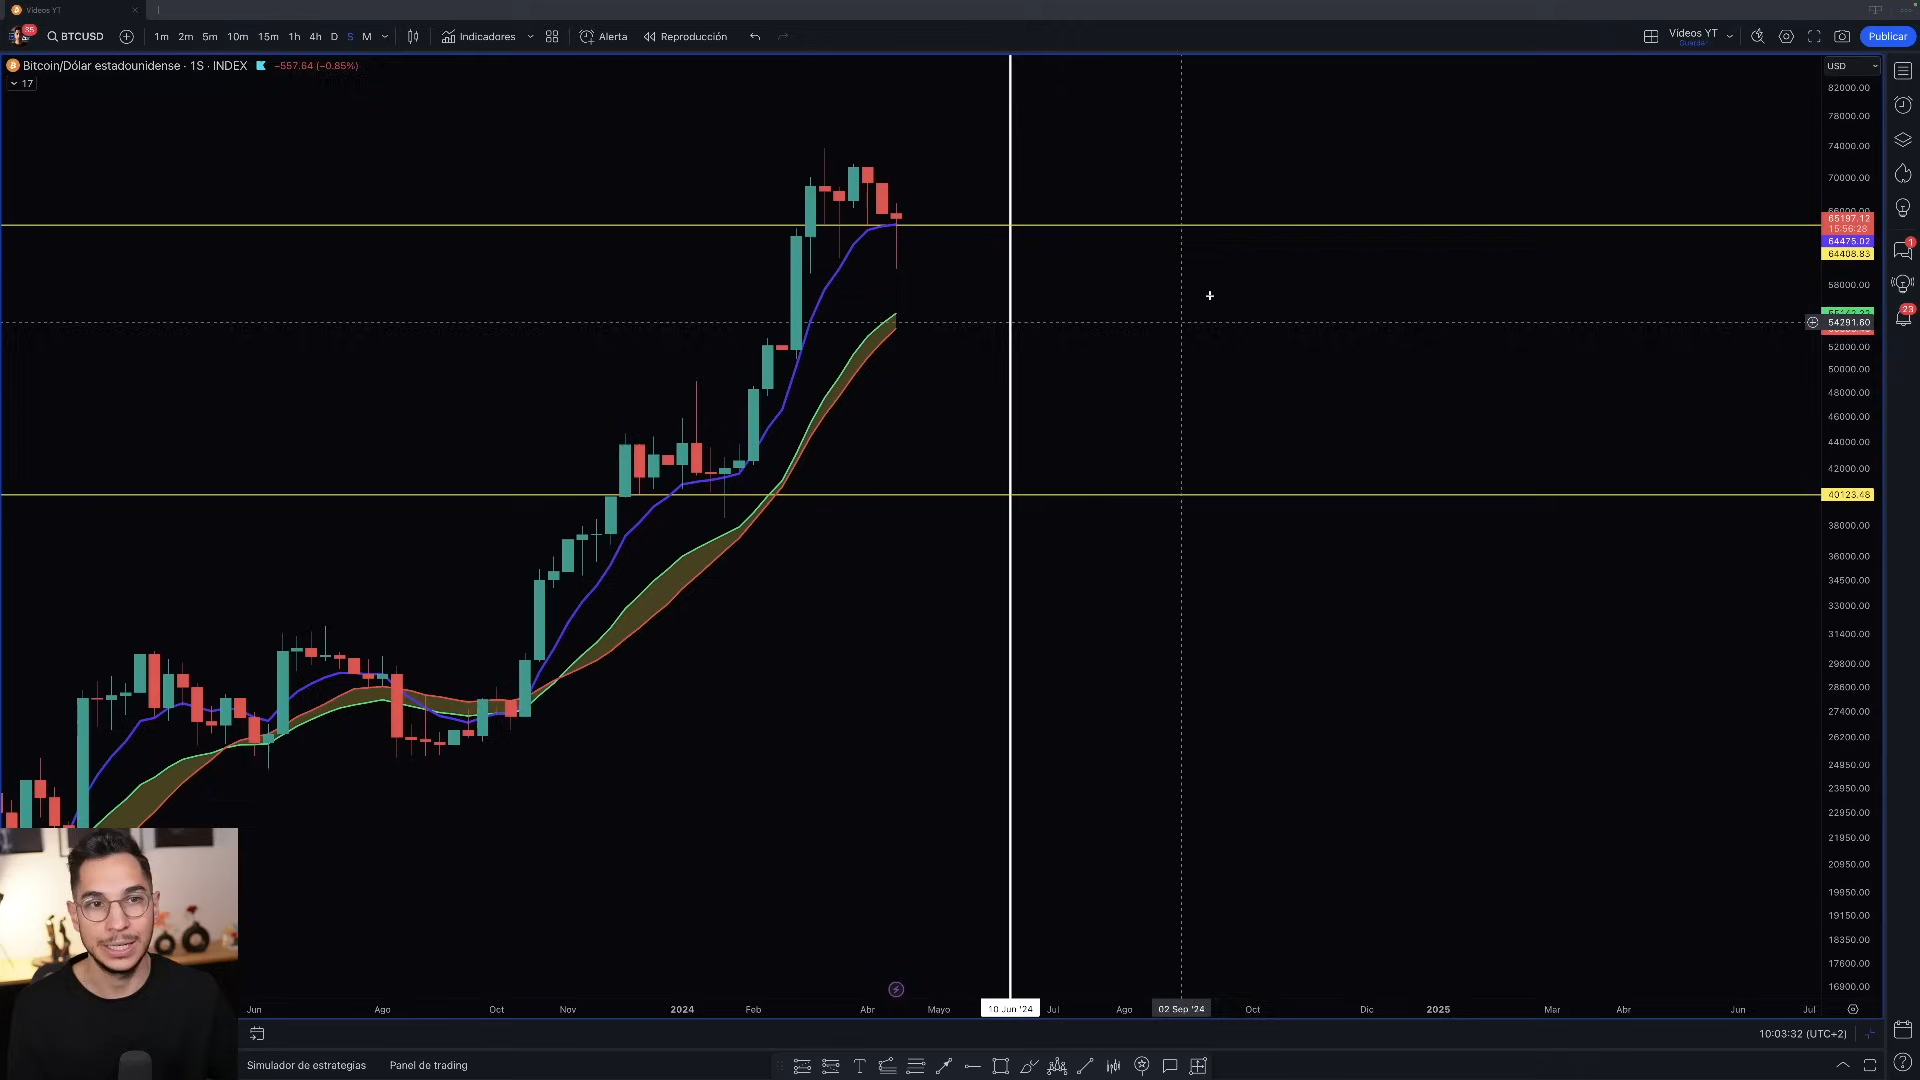 Vídeos YT
35
BTCUSD
1m 2m 5m 10m 15m 1h 4h D S M
Indicadores
Alerta
Reproducción
Vídeos YT
Guardar
Publicar
Bitcoin/Dólar estadounidense · 1S · INDEX
−557.64 (−0.85%)
17
USD
82000.00
78000.00
74000.00
70000.00
66000.00
65197.12
15:56:28
64475.02
64408.83
58000.00
54291.60
52000.00
50000.00
48000.00
46000.00
44000.00
42000.00
40123.48
38000.00
36000.00
34500.00
33000.00
31400.00
29800.00
28600.00
27400.00
26200.00
24950.00
23950.00
22950.00
21950.00
20950.00
19950.00
19150.00
18350.00
17600.00
16900.00
1
23
Jun Ago Oct Nov 2024 Feb Abr Mayo 10 Jun '24 Jul Ago 02 Sep '24 Oct Dic 2025 Mar Abr Jun Jul
10:03:32 (UTC+2)
Simulador de estrategias
Panel de trading